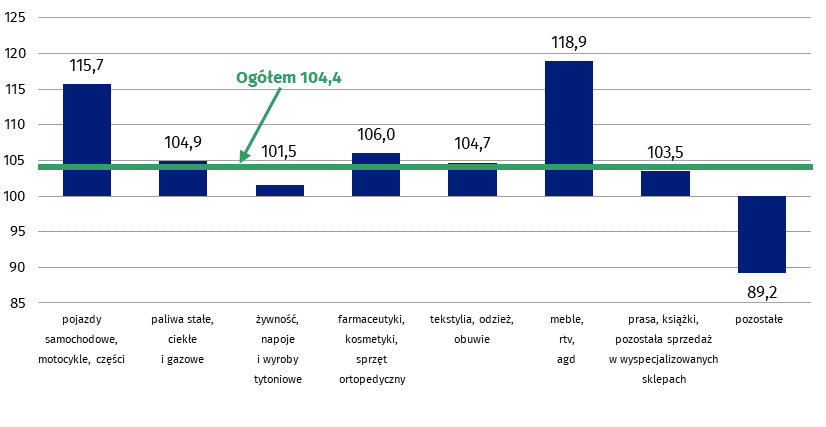 125
120
115
110
105
100
95
90
85
Ogółem 104,4
115,7
104,9
101,5
106,0
104,7
118,9
103,5
89,2
pojazdy
samochodowe,
motocykle, części
paliwa stałe,
ciekłe
i gazowe
żywność,
napoje
i wyroby
tytoniowe
farmaceutyki,
kosmetyki,
sprzęt
ortopedyczny
tekstylia, odzież,
obuwie
meble,
rtv,
agd
prasa, książki,
pozostała sprzedaż
w wyspecjalizowanych
sklepach
pozostałe